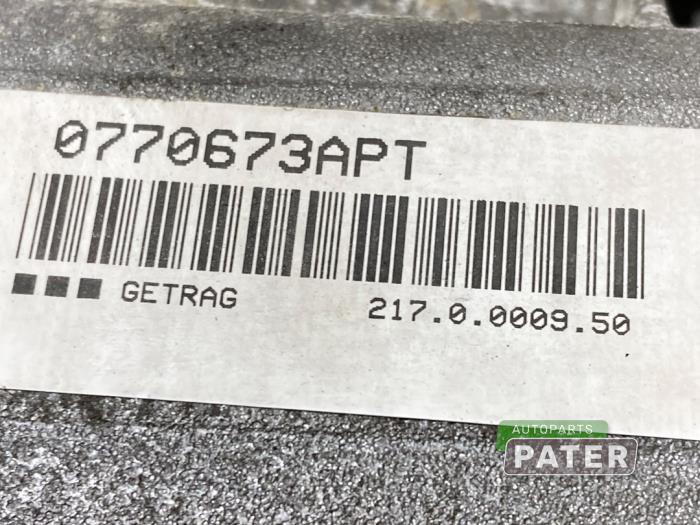 0770673APT
GETRAG
217.0.0009.50
AUTOPARTS
PATER